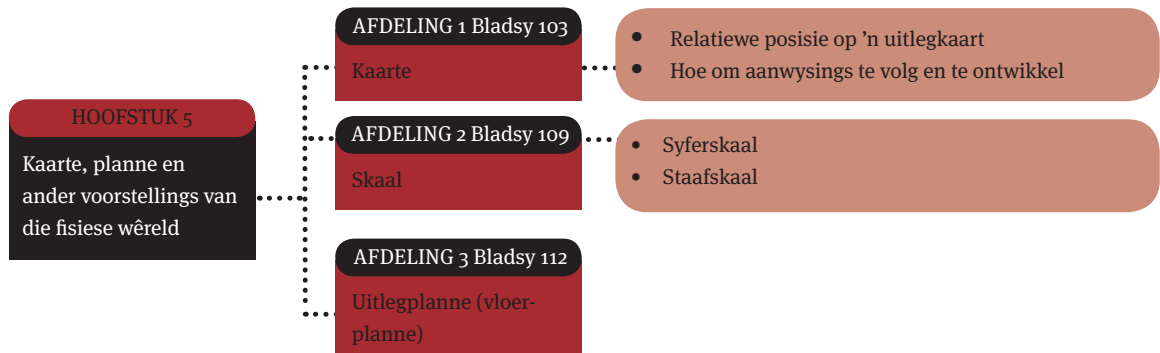 HOOFSTUK 5
Kaarte, planne en
ander voorstellings van
die fisiese wêreld
AFDELING 1 Bladsy 103
Kaarte
• Relatiewe posisie op ’n uitlegkaart
• Hoe om aanwysings te volg en te ontwikkel
AFDELING 2 Bladsy 109
Skaal
• Syferskaal
• Staafskaal
AFDELING 3 Bladsy 112
Uitlegplanne (vloer-
planne)